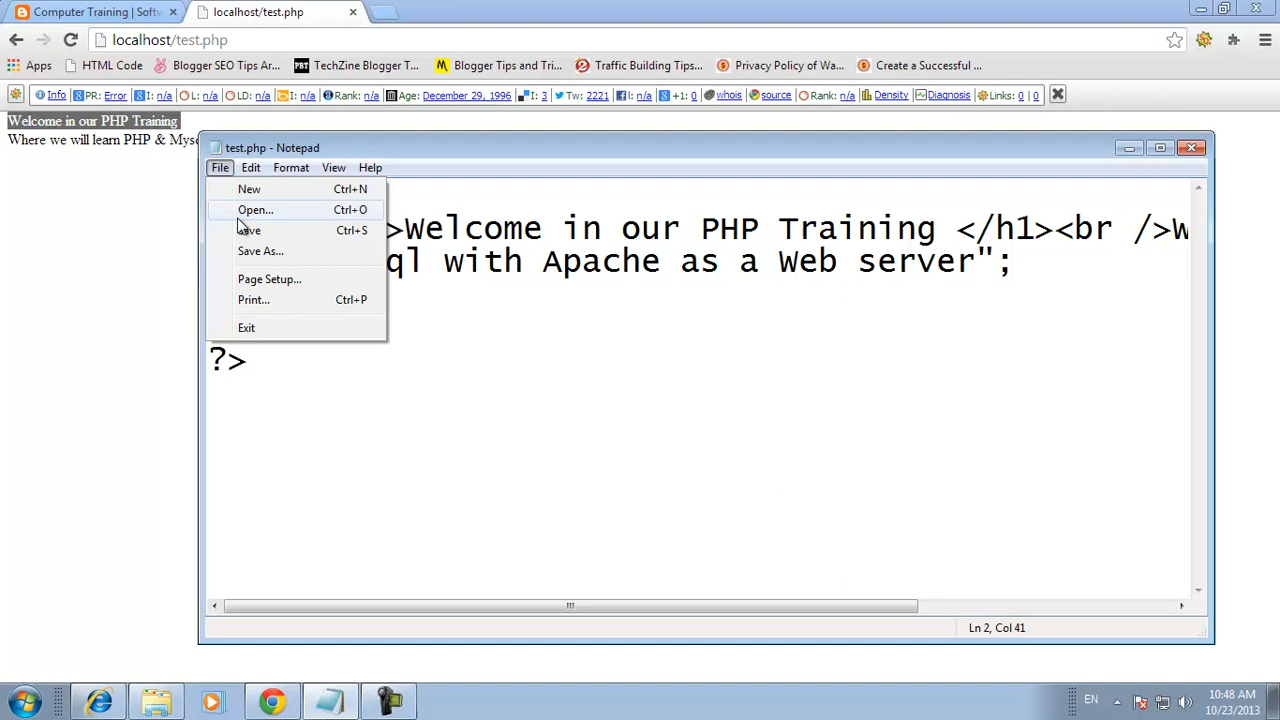 Computer Training | Softw
localhost/test.php
localhost/test.php
Apps HTML Code Blogger SEO Tips Ar... PBT TechZine Blogger T... Blogger Tips and Tri... Traffic Building Tips... Privacy Policy of Wa... Create a Successful ...
Info PR: Error I: n/a L: n/a LD: n/a I: n/a Rank: n/a Age: December 29, 1996 I: 3 Tw: 2221 I: n/a +1: 0 whois source Rank: n/a Density Diagnosis Links: 0 | 0
Welcome in our PHP Training
Where we will learn PHP & Mysq
test.php - Notepad
File Edit Format View Help
New Ctrl+N
Open... Ctrl+O
Save Ctrl+S
Save As...
Page Setup...
Print... Ctrl+P
Exit
>Welcome in our PHP Training </h1><br />W
ql with Apache as a Web server";
?>
Ln 2, Col 41
EN
10:48 AM
10/23/2013